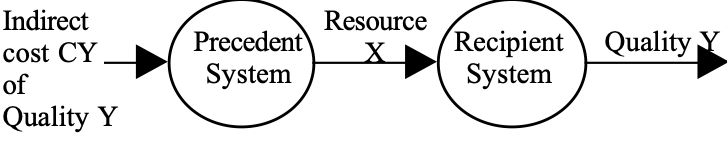 Indirect
cost CY
of
Quality Y
Precedent
System
Resource
X
Recipient
System
Quality Y